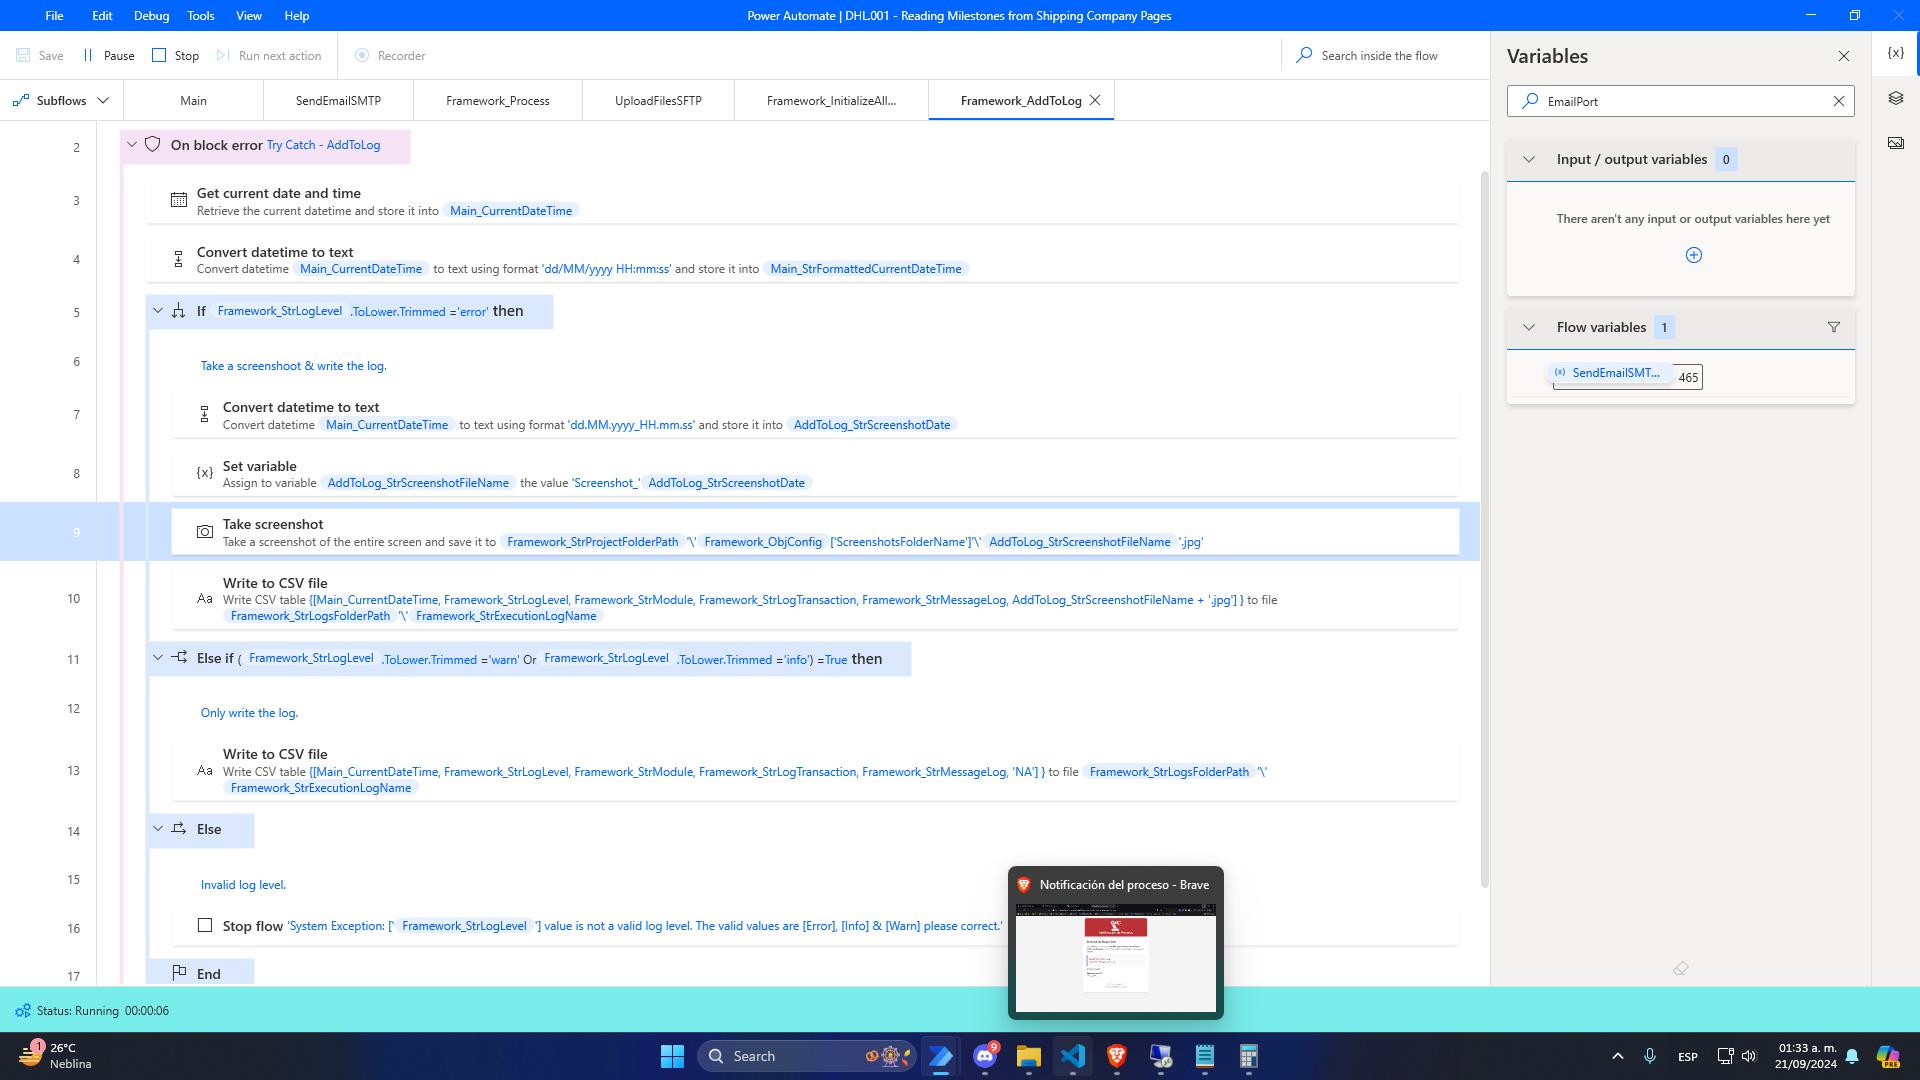 File Edit Debug Tools View Help
Power Automate | DHL.001 - Reading Milestones from Shipping Company Pages
Save Pause Stop Run next action Recorder
Search inside the flow
Subflows Main SendEmailSMTP Framework_Process UploadFilesSFTP Framework_InitializeAll... Framework_AddToLog
2 On block error Try Catch - AddToLog
3 Get current date and time
Retrieve the current datetime and store it into Main_CurrentDateTime
4 Convert datetime to text
Convert datetime Main_CurrentDateTime to text using format 'dd/MM/yyyy HH:mm:ss' and store it into Main_StrFormattedCurrentDateTime
5 If Framework_StrLogLevel .ToLower.Trimmed ='error' then
6 Take a screenshoot & write the log.
7 Convert datetime to text
Convert datetime Main_CurrentDateTime to text using format 'dd.MM.yyyy_HH.mm.ss' and store it into AddToLog_StrScreenshotDate
8 {x} Set variable
Assign to variable AddToLog_StrScreenshotFileName the value 'Screenshot_' AddToLog_StrScreenshotDate
9 Take screenshot
Take a screenshot of the entire screen and save it to Framework_StrProjectFolderPath '\' Framework_ObjConfig ['ScreenshotsFolderName']'\' AddToLog_StrScreenshotFileName '.jpg'
10 Aa Write to CSV file
Write CSV table {[Main_CurrentDateTime, Framework_StrLogLevel, Framework_StrModule, Framework_StrLogTransaction, Framework_StrMessageLog, AddToLog_StrScreenshotFileName + '.jpg'] } to file
Framework_StrLogsFolderPath '\' Framework_StrExecutionLogName
11 Else if ( Framework_StrLogLevel .ToLower.Trimmed ='warn' Or Framework_StrLogLevel .ToLower.Trimmed ='info') =True then
12 Only write the log.
13 Aa Write to CSV file
Write CSV table {[Main_CurrentDateTime, Framework_StrLogLevel, Framework_StrModule, Framework_StrLogTransaction, Framework_StrMessageLog, 'NA'] } to file Framework_StrLogsFolderPath '\'
Framework_StrExecutionLogName
14 Else
15 Invalid log level.
16 Stop flow 'System Exception: [' Framework_StrLogLevel '] value is not a valid log level. The valid values are [Error], [Info] & [Warn] please correct.'
17 End
Variables
{x}
EmailPort
Input / output variables 0
There aren't any input or output variables here yet
Flow variables 1
(x) SendEmailSMT... 465
Notificación del proceso - Brave
Status: Running 00:00:06
1
26°C
Neblina
Search
9
ESP
01:33 a. m.
21/09/2024
PRE